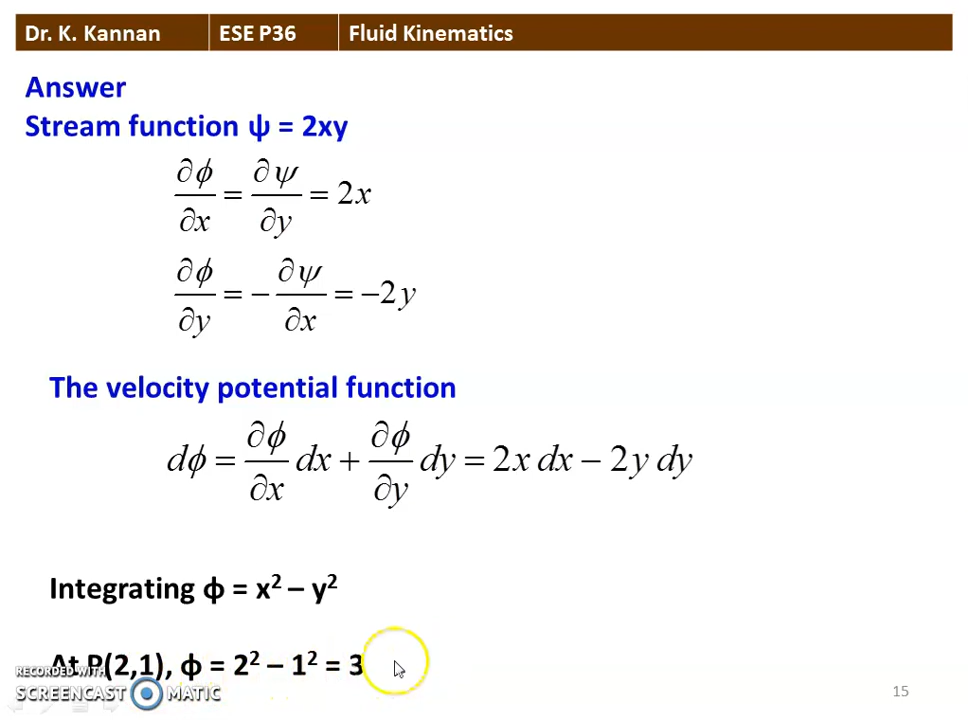 Dr. K. Kannan ESE P36 Fluid Kinematics
Answer
Stream function ψ = 2xy
∂ϕ/∂x = ∂ψ/∂y = 2x
∂ϕ/∂y = −∂ψ/∂x = −2y
The velocity potential function
dϕ = ∂ϕ/∂x dx + ∂ϕ/∂y dy = 2x dx − 2y dy
Integrating ϕ = x² – y²
At P(2,1), ϕ = 2² – 1² = 3
RECORDED WITH
SCREENCAST MATIC
15